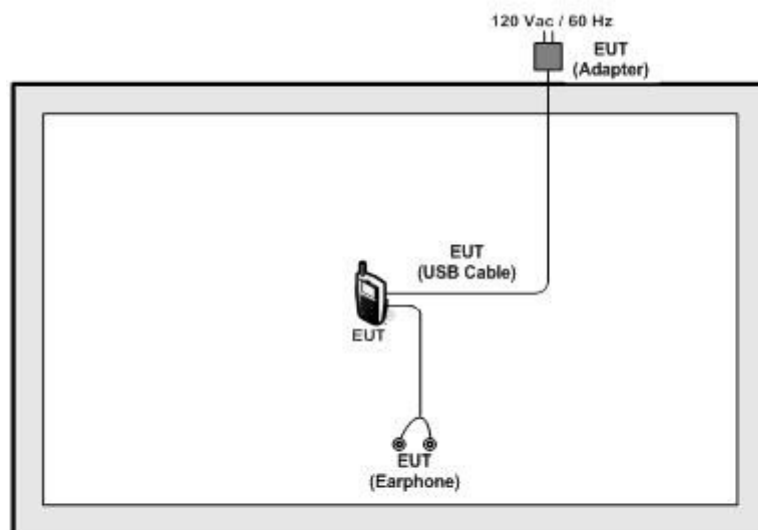 120 Vac / 60 Hz
EUT
(Adapter)
EUT
(USB Cable)
EUT
EUT
(Earphone)